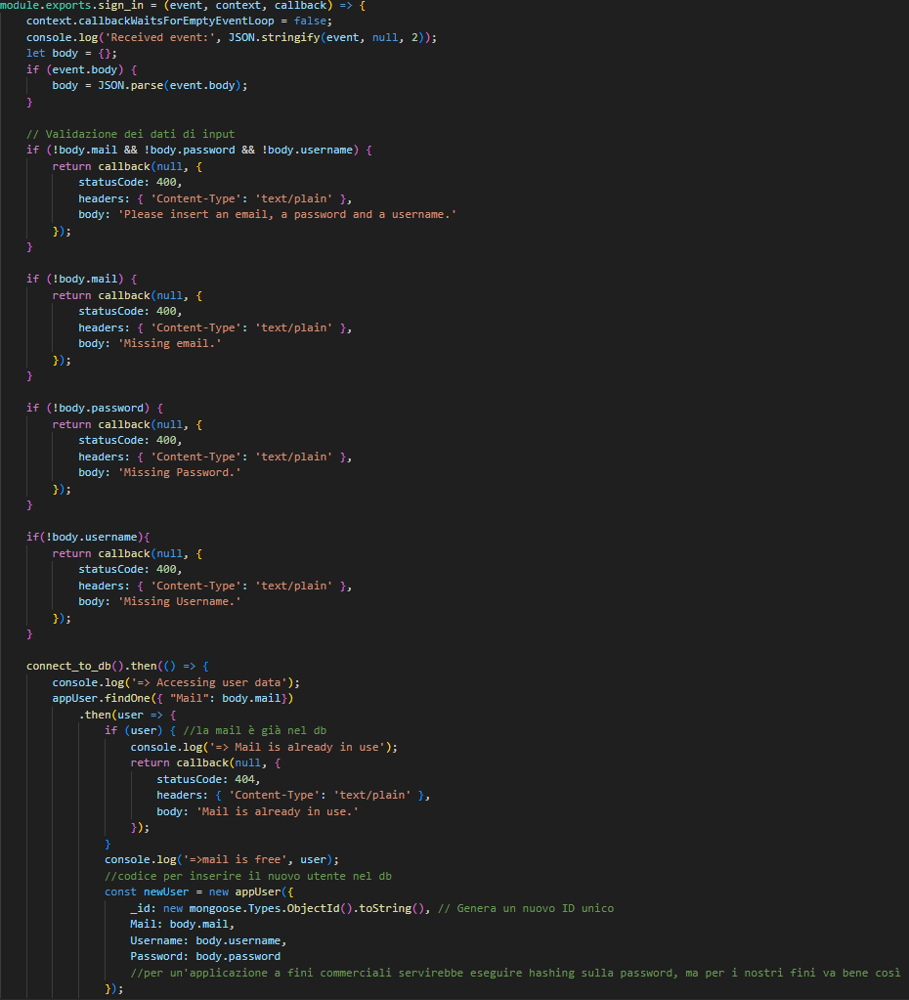 module.exports.sign_in = (event, context, callback) => {
    context.callbackWaitsForEmptyEventLoop = false;
    console.log('Received event:', JSON.stringify(event, null, 2));
    let body = {};
    if (event.body) {
        body = JSON.parse(event.body);
    }

    // Validazione dei dati di input
    if (!body.mail && !body.password && !body.username) {
        return callback(null, {
            statusCode: 400,
            headers: { 'Content-Type': 'text/plain' },
            body: 'Please insert an email, a password and a username.'
        });
    }

    if (!body.mail) {
        return callback(null, {
            statusCode: 400,
            headers: { 'Content-Type': 'text/plain' },
            body: 'Missing email.'
        });
    }

    if (!body.password) {
        return callback(null, {
            statusCode: 400,
            headers: { 'Content-Type': 'text/plain' },
            body: 'Missing Password.'
        });
    }

    if(!body.username){
        return callback(null, {
            statusCode: 400,
            headers: { 'Content-Type': 'text/plain' },
            body: 'Missing Username.'
        });
    }

    connect_to_db().then(() => {
        console.log('=> Accessing user data');
        appUser.findOne({ "Mail": body.mail})
            .then(user => {
                if (user) { //la mail è già nel db
                    console.log('=> Mail is already in use');
                    return callback(null, {
                        statusCode: 404,
                        headers: { 'Content-Type': 'text/plain' },
                        body: 'Mail is already in use.'
                    });
                }
                console.log('=>mail is free', user);
                //codice per inserire il nuovo utente nel db
                const newUser = new appUser({
                    _id: new mongoose.Types.ObjectId().toString(), // Genera un nuovo ID unico
                    Mail: body.mail,
                    Username: body.username,
                    Password: body.password
                    //per un'applicazione a fini commerciali servirebbe eseguire hashing sulla password, ma per i nostri fini va bene così
                });